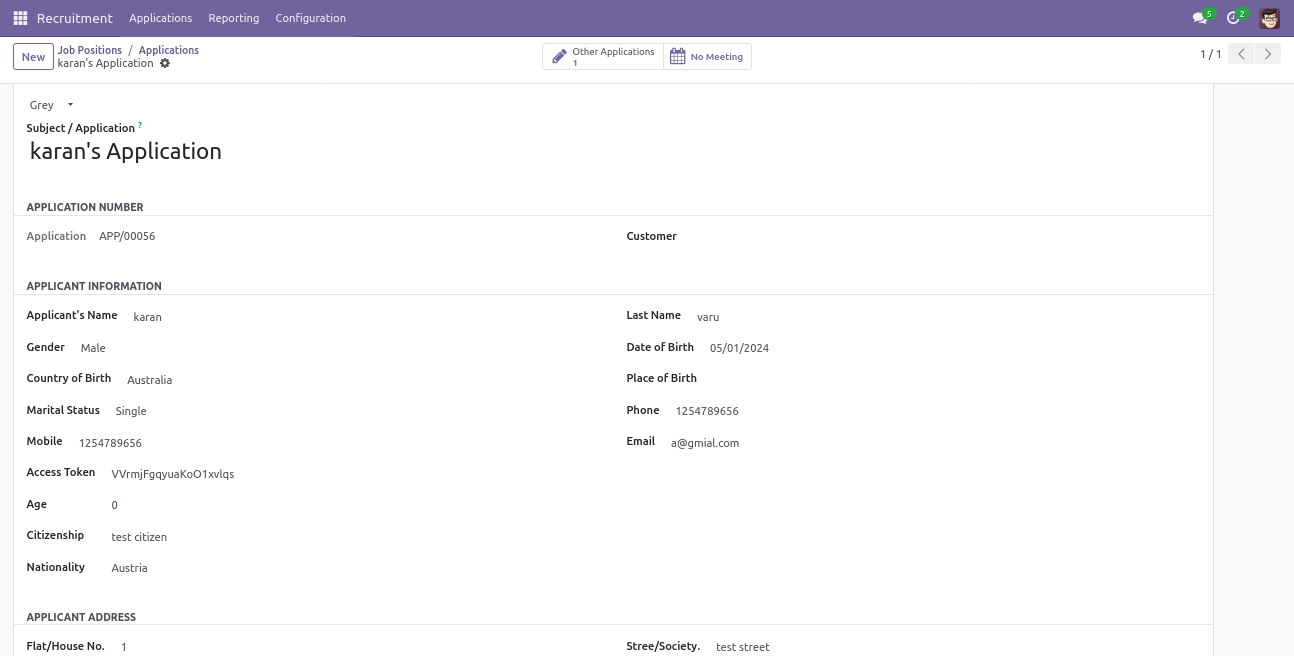 Recruitment Applications Reporting Configuration 5 2
New Job Positions / Applications
karan's Application
Other Applications
1
No Meeting
1 / 1
Grey
Subject / Application ?
karan's Application
APPLICATION NUMBER
Application APP/00056 Customer
APPLICANT INFORMATION
Applicant's Name karan Last Name varu
Gender Male Date of Birth 05/01/2024
Country of Birth Australia Place of Birth
Marital Status Single Phone 1254789656
Mobile 1254789656 Email a@gmial.com
Access Token VVrmjFgqyuaKoO1xvlqs
Age 0
Citizenship test citizen
Nationality Austria
APPLICANT ADDRESS
Flat/House No. 1 Stree/Society. test street